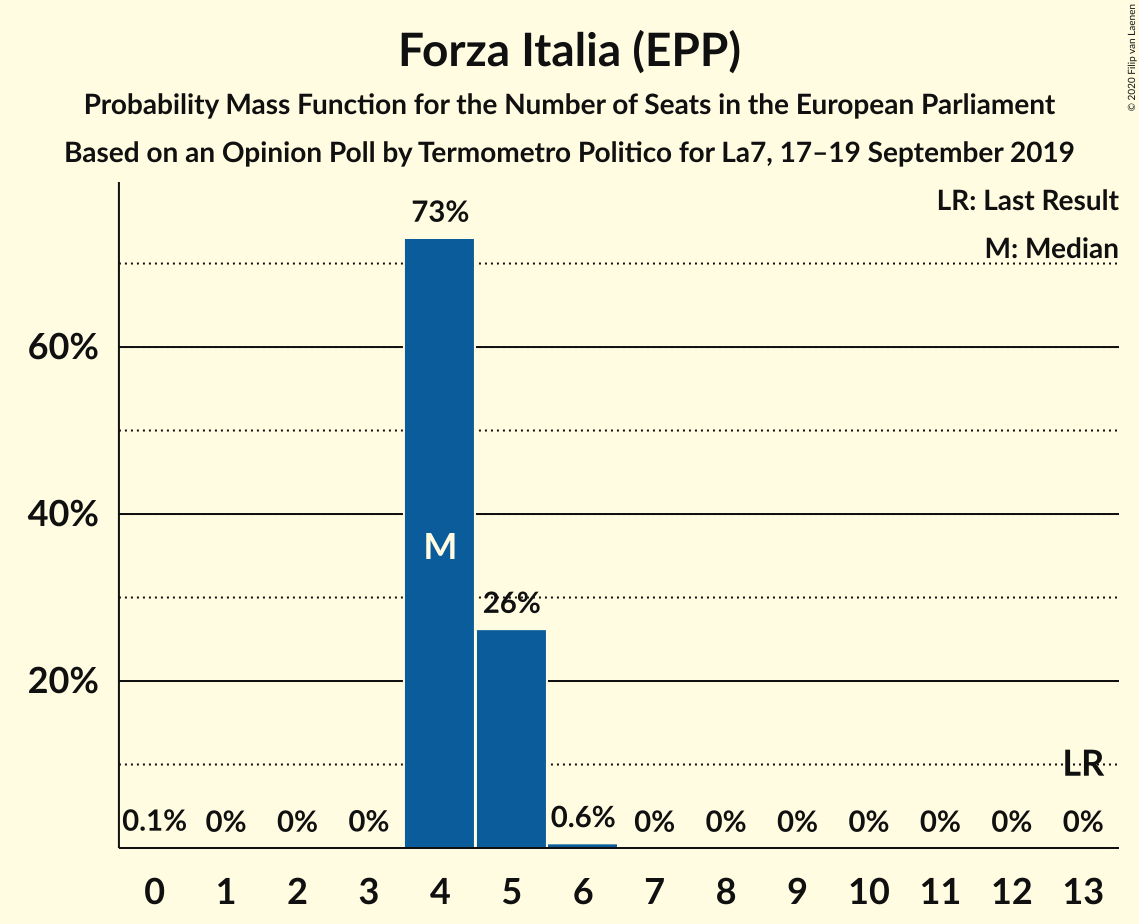 Forza Italia (EPP)
Probability Mass Function for the Number of Seats in the European Parliament
Based on an Opinion Poll by Termometro Politico for La7, 17–19 September 2019
© 2020 Filip van Laenen
LR: Last Result
M: Median
73%
60%
40%
M
26%
20%
LR
0.1% 0% 0% 0% 0.6% 0% 0% 0% 0% 0% 0% 0%
0 1 2 3 4 5 6 7 8 9 10 11 12 13